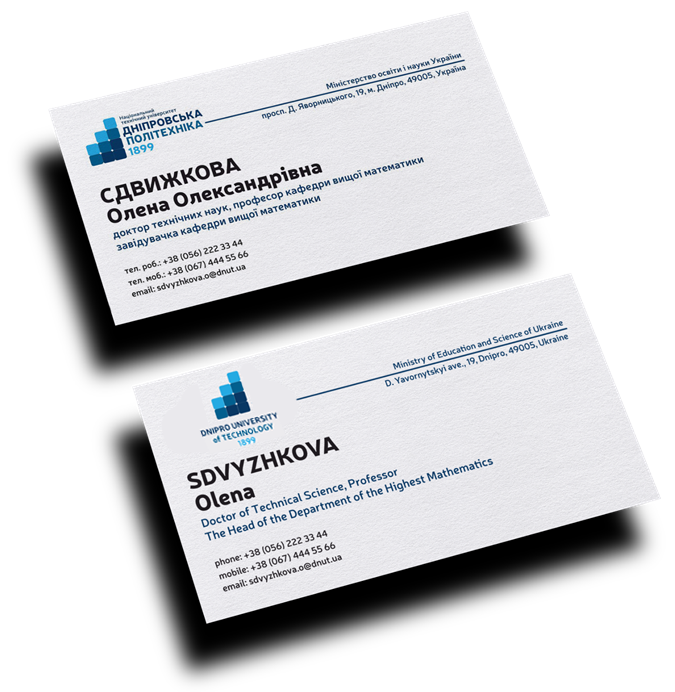 Національний
технічний університет
ДНІПРОВСЬКА
ПОЛІТЕХНІКА
1899
Міністерство освіти і науки України
просп. Д. Яворницького, 19, м. Дніпро, 49005, Україна
СДВИЖКОВА
Олена Олександрівна
доктор технічних наук, професор кафедри вищої математики
завідувачка кафедри вищої математики
тел. роб.: +38 (056) 222 33 44
тел. моб.: +38 (067) 444 55 66
email: sdvyzhkova.o@dnut.ua
DNIPRO UNIVERSITY
of TECHNOLOGY
1899
Ministry of Education and Science of Ukraine
D. Yavornytskyi ave., 19, Dnipro, 49005, Ukraine
SDVYZHKOVA
Olena
Doctor of Technical Science, Professor
The Head of the Department of the Highest Mathematics
phone: +38 (056) 222 33 44
mobile: +38 (067) 444 55 66
email: sdvyzhkova.o@dnut.ua